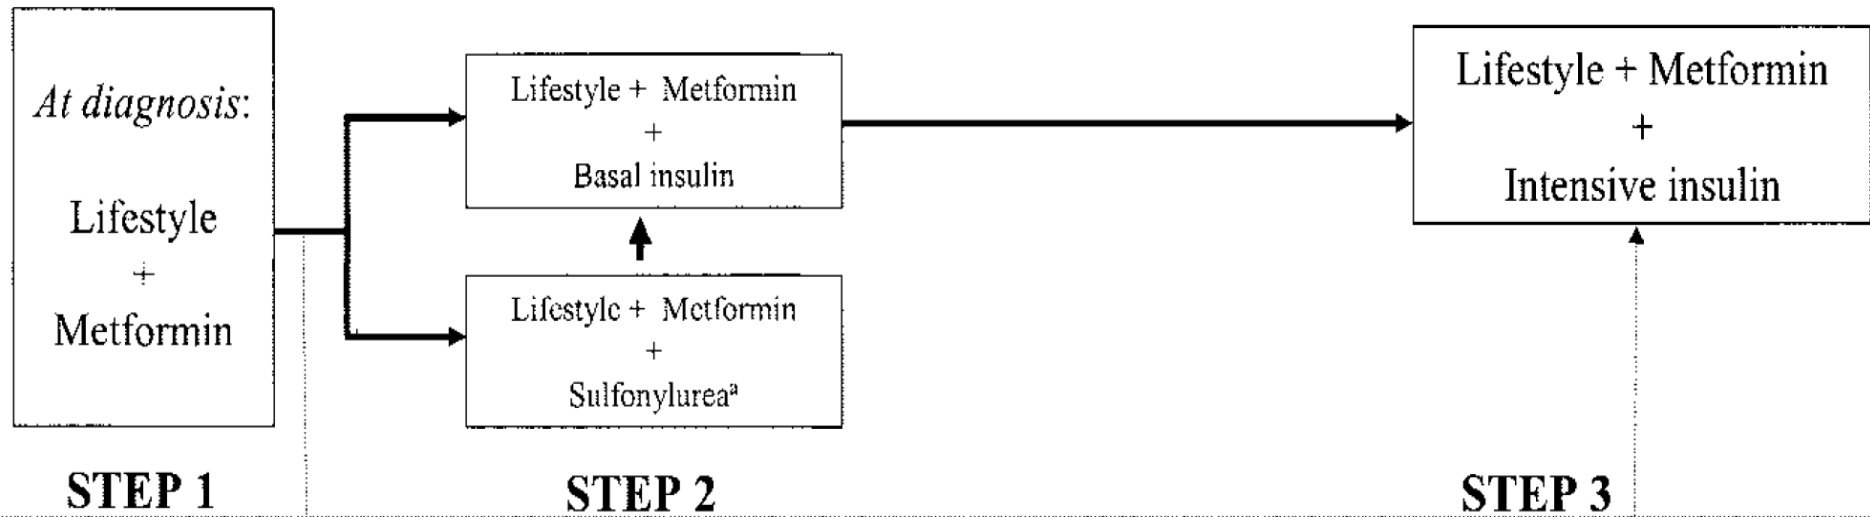 At diagnosis:
Lifestyle
+
Metformin
Lifestyle + Metformin
+
Basal insulin
Lifestyle + Metformin
+
Sulfonylureaᵃ
Lifestyle + Metformin
+
Intensive insulin
STEP 1
STEP 2
STEP 3